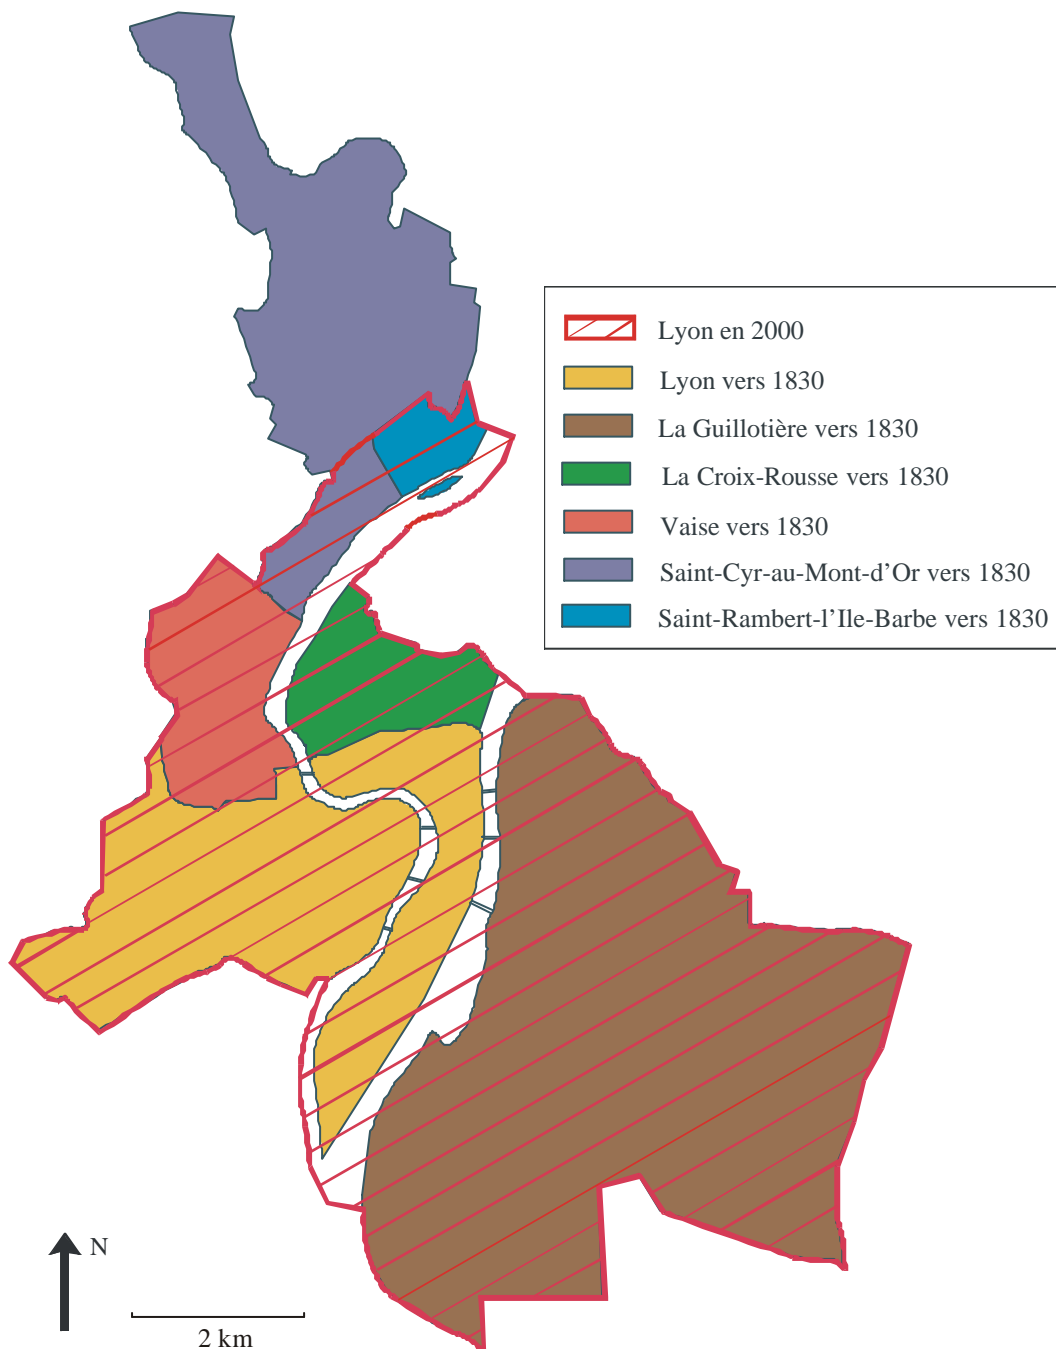 Lyon en 2000
Lyon vers 1830
La Guillotière vers 1830
La Croix-Rousse vers 1830
Vaise vers 1830
Saint-Cyr-au-Mont-d’Or vers 1830
Saint-Rambert-l’Ile-Barbe vers 1830
N
2 km